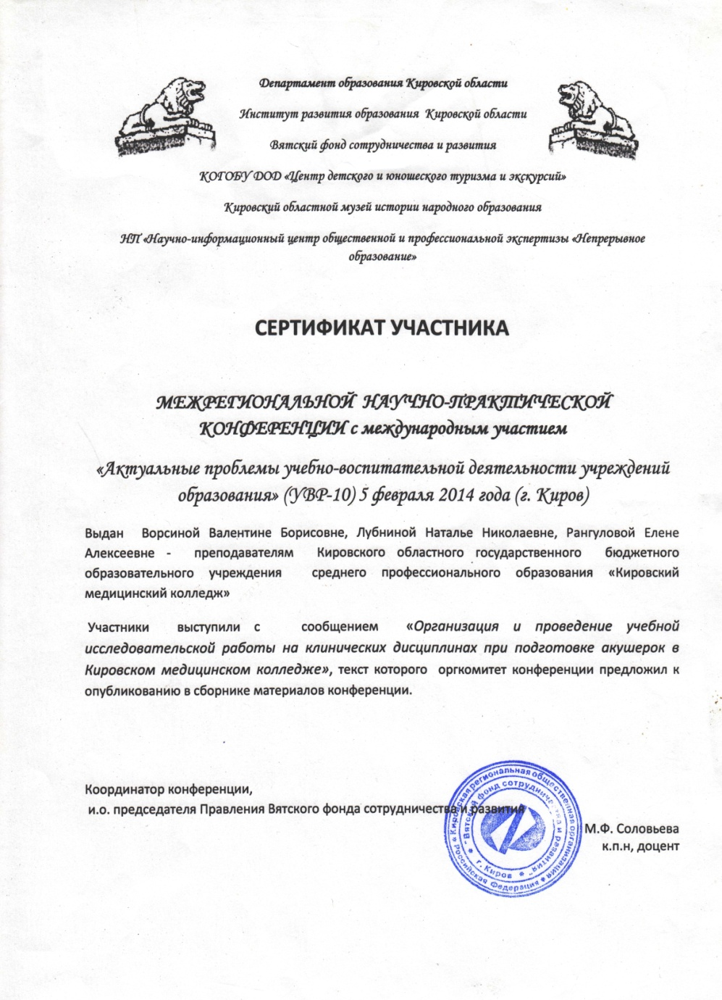 Департамент образования Кировской области
Институт развития образования Кировской области
Вятский фонд сотрудничества и развития
КОГОБУ ДОД «Центр детского и юношеского туризма и экскурсий»
Кировский областной музей истории народного образования
НП «Научно-информационный центр общественной и профессиональной экспертизы «Непрерывное
образование»
СЕРТИФИКАТ УЧАСТНИКА
МЕЖРЕГИОНАЛЬНОЙ НАУЧНО-ПРАКТИЧЕСКОЙ
КОНФЕРЕНЦИИ с международным участием
«Актуальные проблемы учебно-воспитательной деятельности учреждений
образования» (УВР-10) 5 февраля 2014 года (г. Киров)
Выдан Ворсиной Валентине Борисовне, Лубниной Наталье Николаевне, Рангуловой Елене
Алексеевне - преподавателям Кировского областного государственного бюджетного
образовательного учреждения среднего профессионального образования «Кировский
медицинский колледж»
Участники выступили с сообщением «Организация и проведение учебной
исследовательской работы на клинических дисциплинах при подготовке акушерок в
Кировском медицинском колледже», текст которого оргкомитет конференции предложил к
опубликованию в сборнике материалов конференции.
Координатор конференции,
и.о. председателя Правления Вятского фонда сотрудничества и развития
М.Ф. Соловьева
к.п.н, доцент
Кировская региональная общественная организация * Российская Федерация *
"Вятский фонд сотрудничества и развития" * г. Киров *